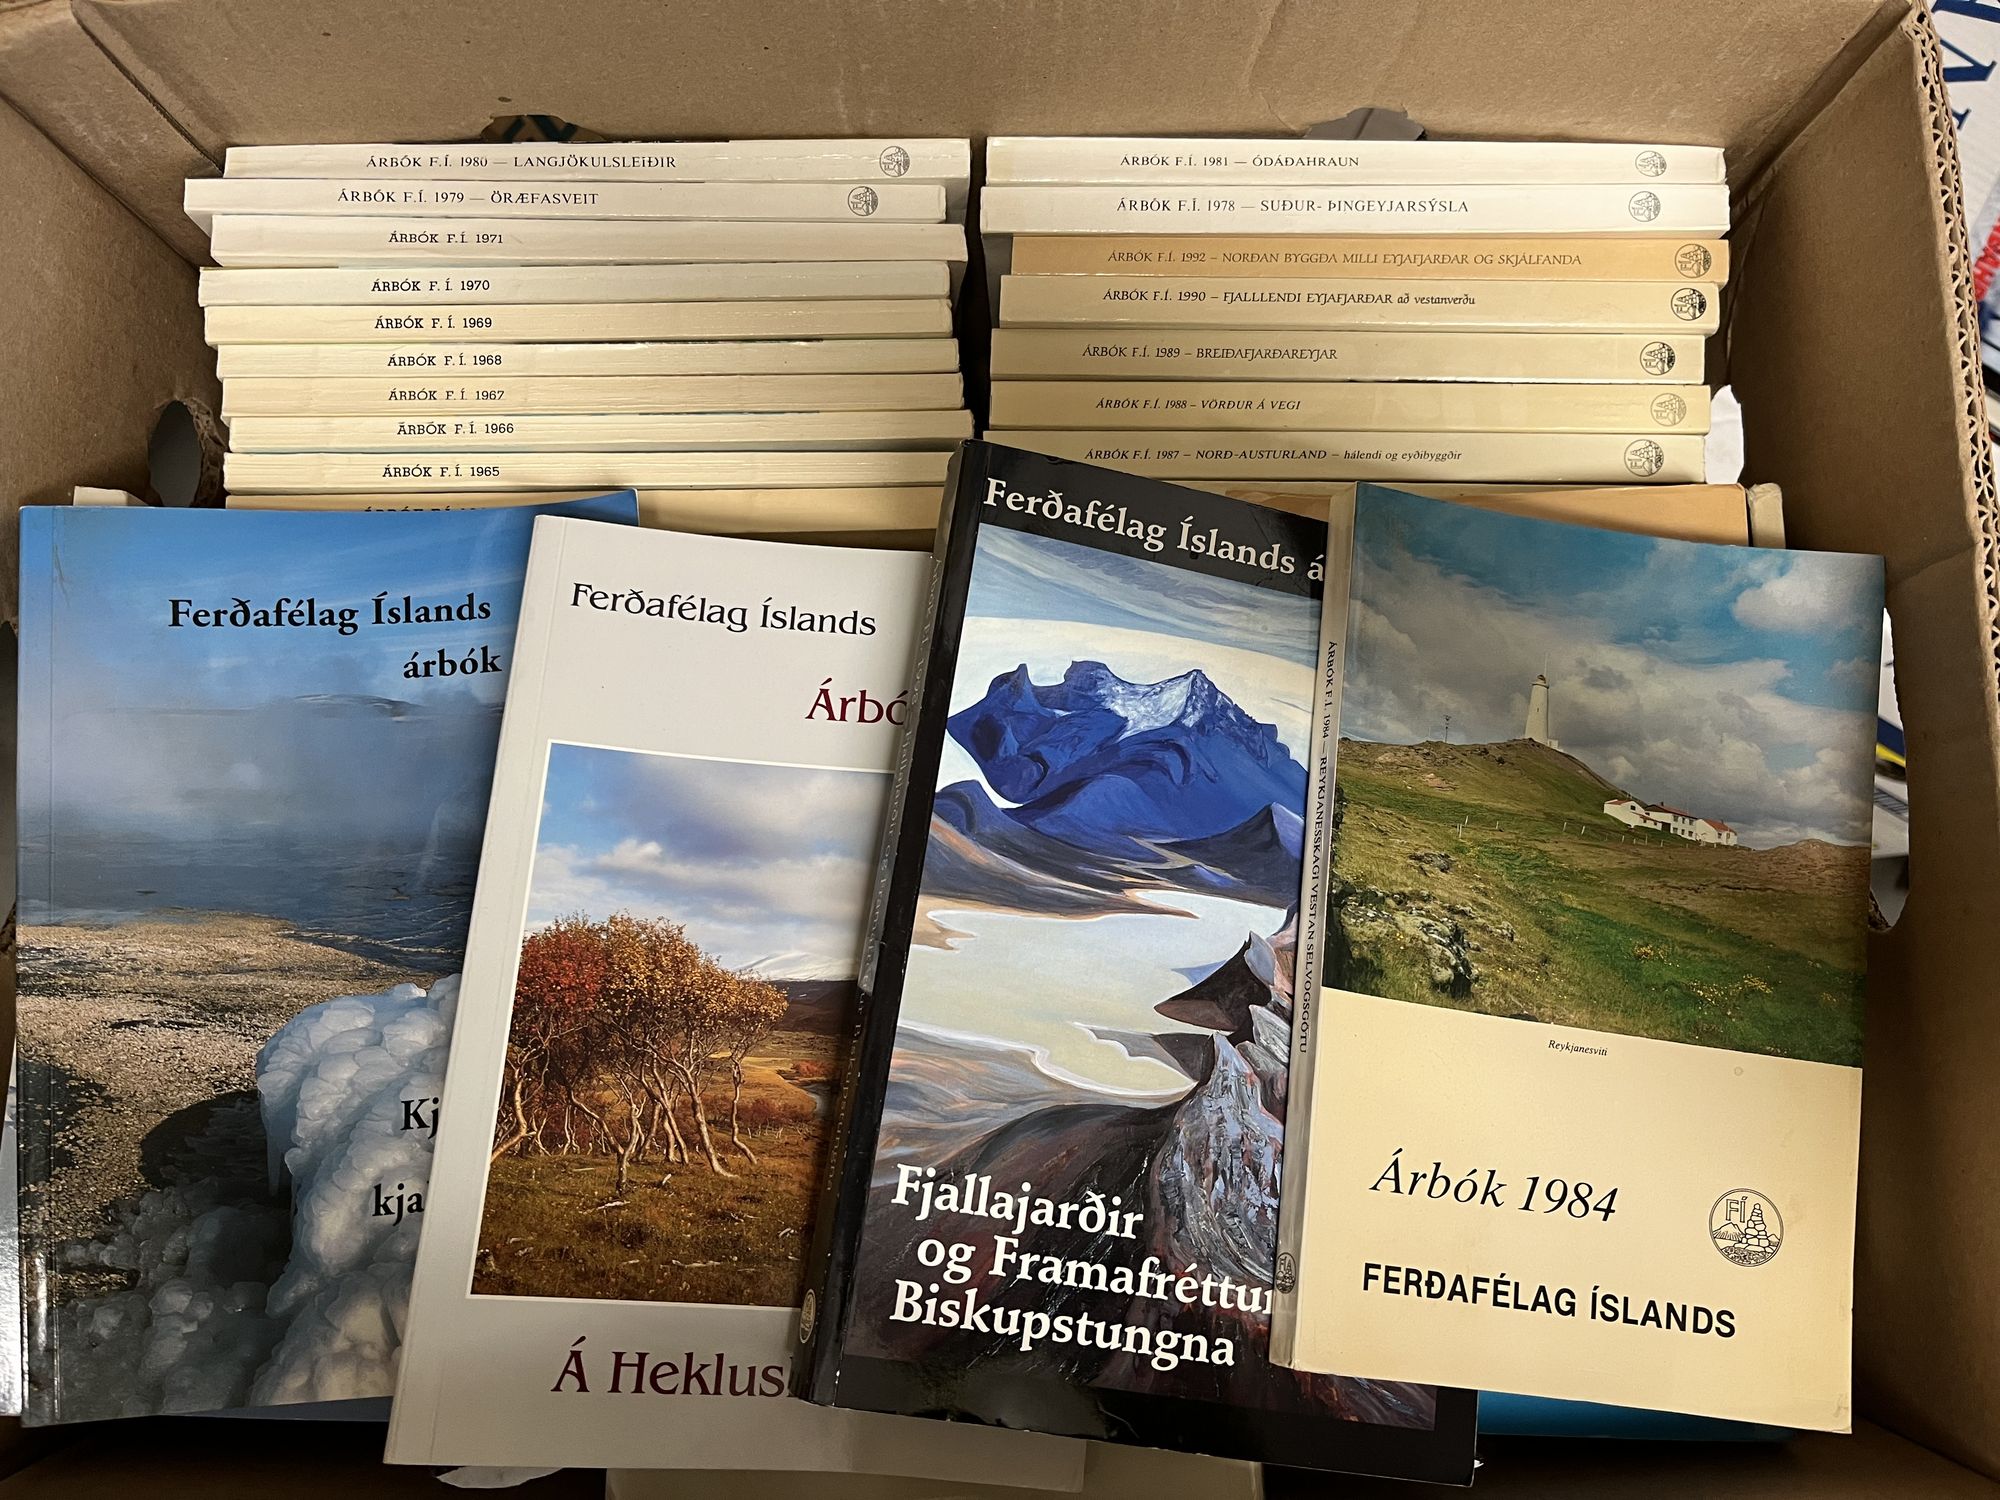 ÁRBÓK F.Í. 1980 — LANGJÖKULSLEIÐIR
ÁRBÓK F.Í. 1979 — ÖRÆFASVEIT
ÁRBÓK F.Í. 1971
ÁRBÓK F.Í. 1970
ÁRBÓK F.Í. 1969
ÁRBÓK F.Í. 1968
ÁRBÓK F.Í. 1967
ÁRBÓK F.Í. 1966
ÁRBÓK F.Í. 1965
ÁRBÓK F.Í. 1981 — ÓDÁÐAHRAUN
ÁRBÓK F.Í. 1978 — SUÐUR- ÞINGEYJARSÝSLA
ÁRBÓK F.Í. 1992 – NORÐAN BYGGÐA MILLI EYJAFJARÐAR OG SKJÁLFANDA
ÁRBÓK F.Í. 1990 – FJALLLENDI EYJAFJARÐAR að vestanverðu
ÁRBÓK F.Í. 1989 – BREIÐAFJARÐAREYJAR
ÁRBÓK F.Í. 1988 – VÖRÐUR Á VEGI
ÁRBÓK F.Í. 1987 – NORÐ-AUSTURLAND – hálendi og eyðibyggðir
Ferðafélag Íslands
árbók
Kj
kja
Ferðafélag Íslands
Árbó
Á Heklus
Ferðafélag Íslands á
Fjallajarðir
og Framafréttur
Biskupstungna
ÁRBÓK F.Í. 1984 — REYKJANESSKAGI VESTAN SELVOGSGÖTU
Reykjanesviti
Árbók 1984
FÍ
FERÐAFÉLAG ÍSLANDS